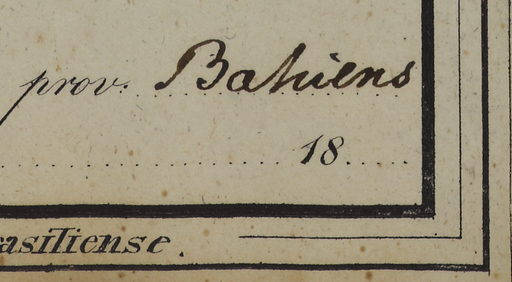 prov. Bahiens
18
asiliense.